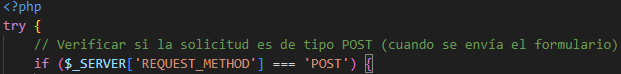 <?php
try {
// Verificar si la solicitud es de tipo POST (cuando se envía el formulario)
if ($_SERVER['REQUEST_METHOD'] === 'POST') {